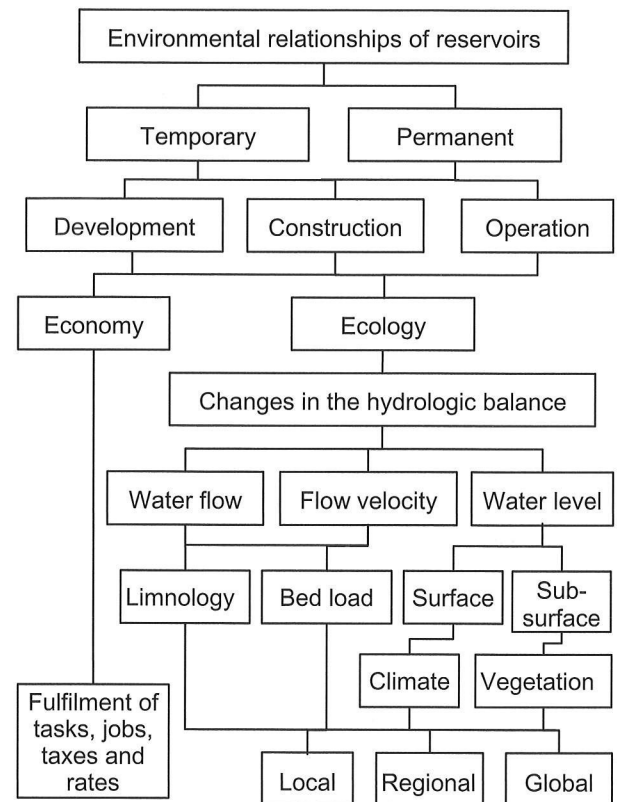 Environmental relationships of reservoirs
Temporary
Permanent
Development
Construction
Operation
Economy
Ecology
Changes in the hydrologic balance
Water flow
Flow velocity
Water level
Limnology
Bed load
Surface
Sub-
surface
Climate
Vegetation
Fulfilment of
tasks, jobs,
taxes and
rates
Local
Regional
Global